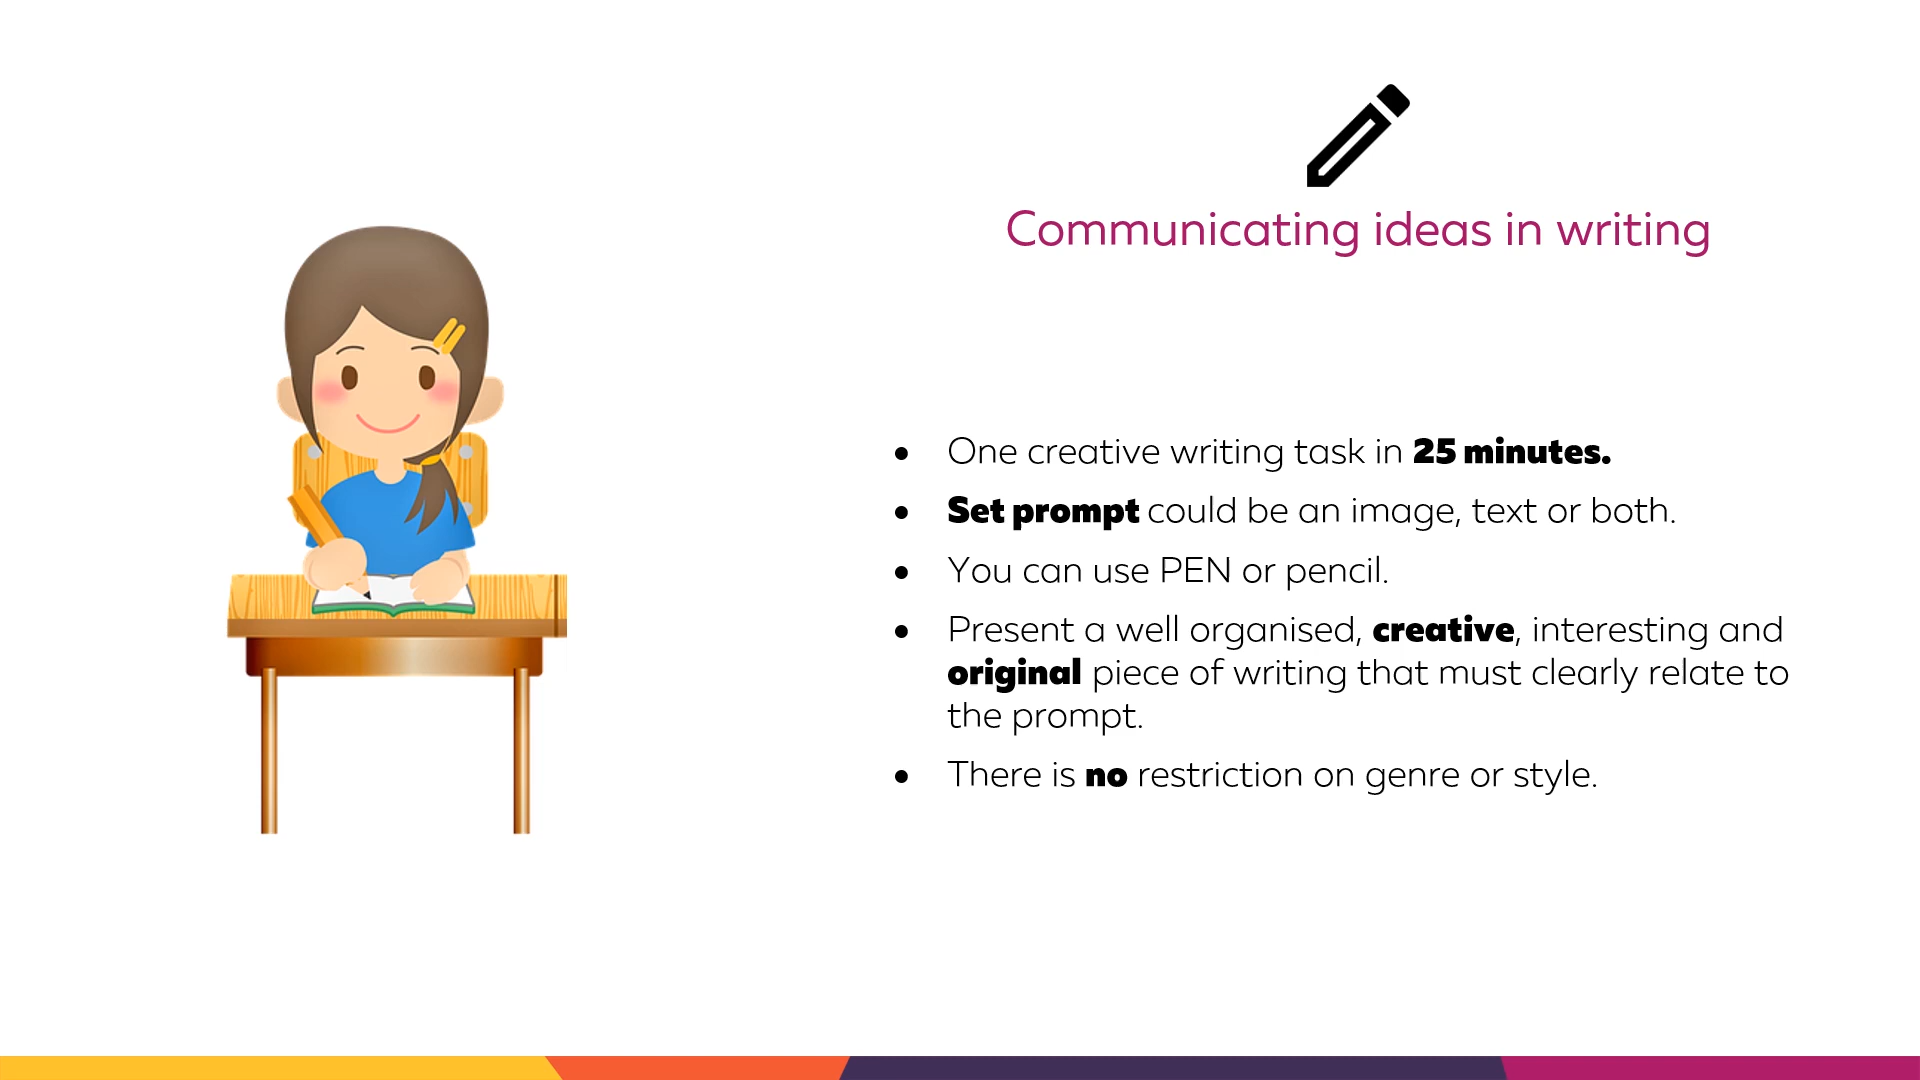 Communicating ideas in writing
• One creative writing task in 25 minutes.
• Set prompt could be an image, text or both.
• You can use PEN or pencil.
• Present a well organised, creative, interesting and
original piece of writing that must clearly relate to
the prompt.
• There is no restriction on genre or style.